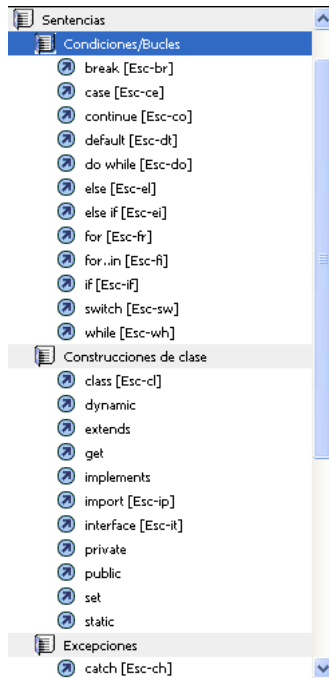 Sentencias
Condiciones/Bucles
break [Esc-br]
case [Esc-ce]
continue [Esc-co]
default [Esc-dt]
do while [Esc-do]
else [Esc-el]
else if [Esc-ei]
for [Esc-fr]
for..in [Esc-fi]
if [Esc-if]
switch [Esc-sw]
while [Esc-wh]
Construcciones de clase
class [Esc-cl]
dynamic
extends
get
implements
import [Esc-ip]
interface [Esc-it]
private
public
set
static
Excepciones
catch [Esc-ch]